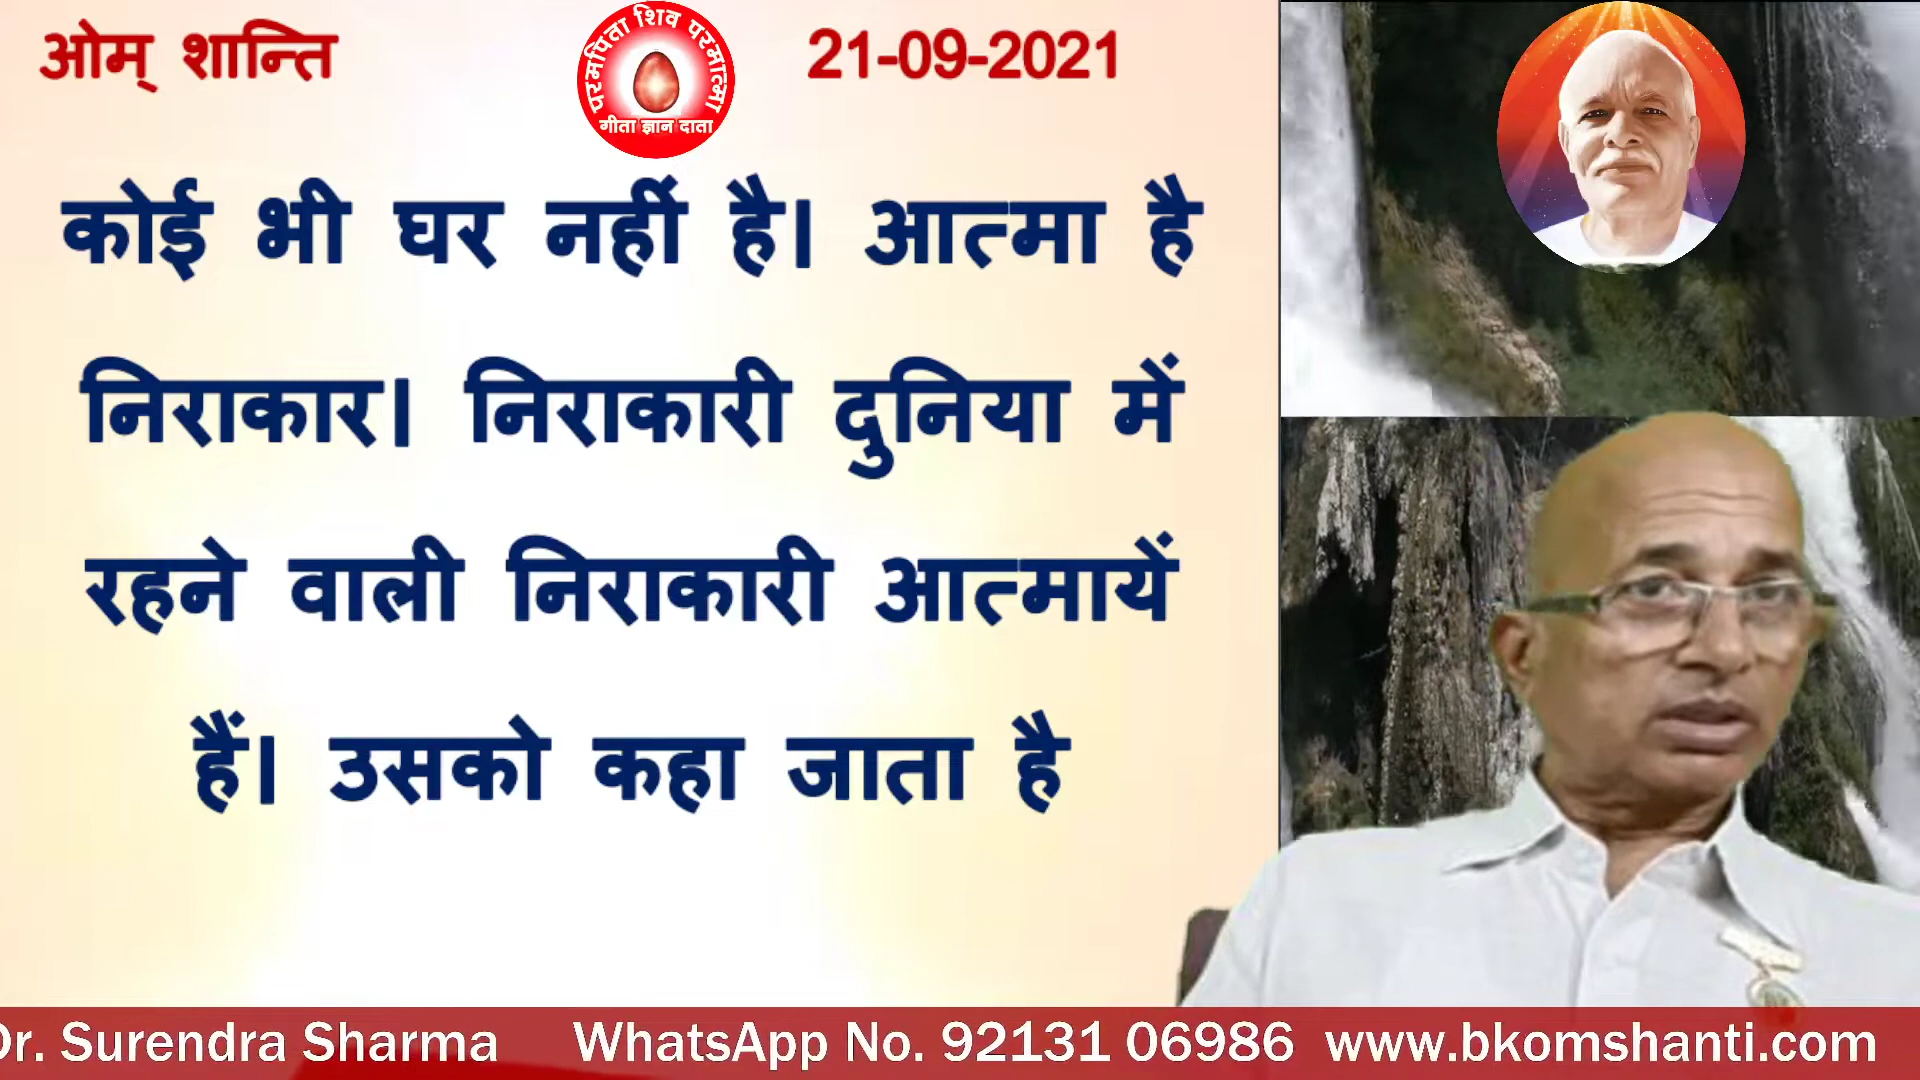 ओम् शान्ति
परमपिता शिव परमात्मा
गीता ज्ञान दाता
21-09-2021
कोई भी घर नहीं है। आत्मा है
निराकार। निराकारी दुनिया में
रहने वाली निराकारी आत्मायें
हैं। उसको कहा जाता है
Dr. Surendra Sharma WhatsApp No. 92131 06986 www.bkomshanti.com